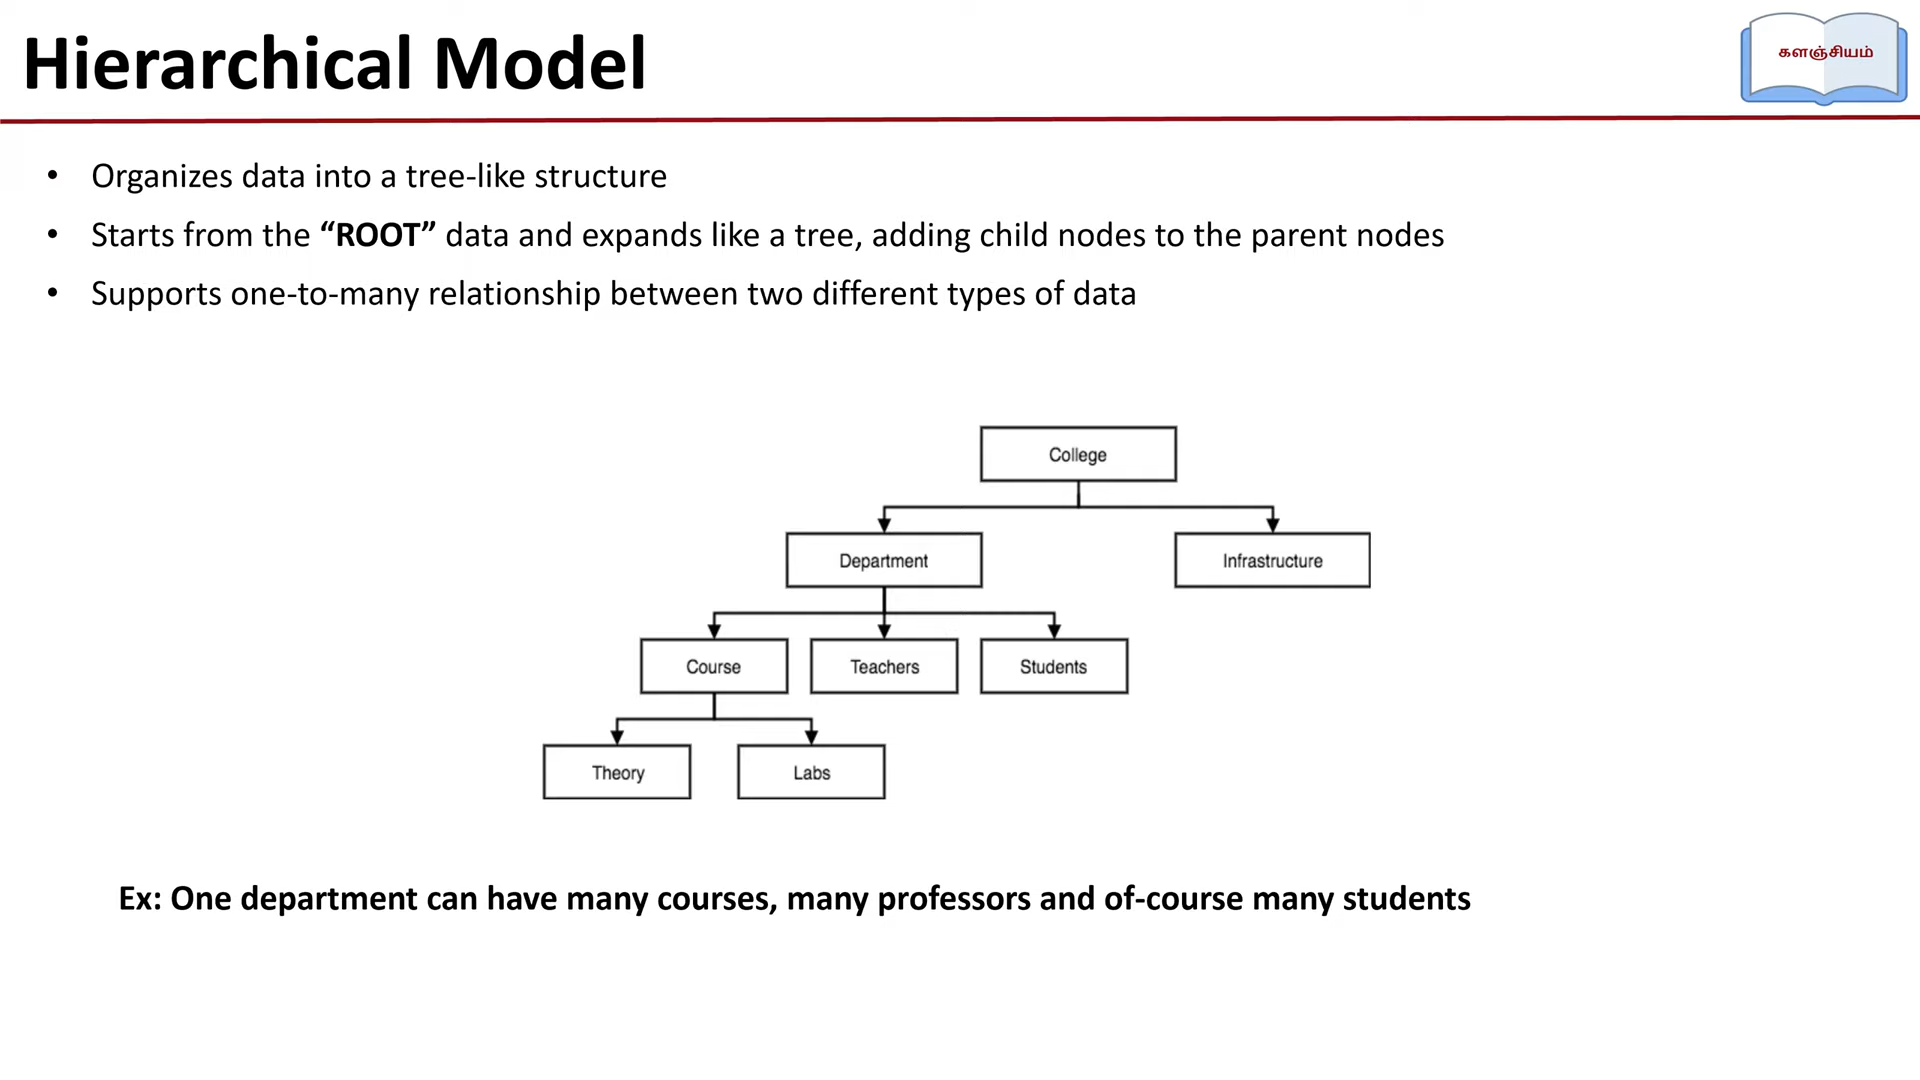 Hierarchical Model
களஞ்சியம்
• Organizes data into a tree-like structure
• Starts from the “ROOT” data and expands like a tree, adding child nodes to the parent nodes
• Supports one-to-many relationship between two different types of data
College
Department
Infrastructure
Course
Teachers
Students
Theory
Labs
Ex: One department can have many courses, many professors and of-course many students